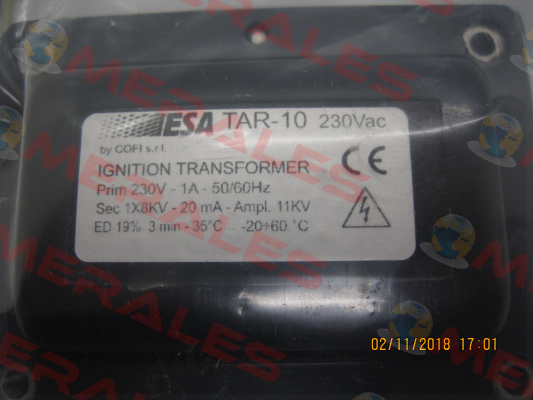 ESA TAR-10 230Vac
by COFI s.r.l.
IGNITION TRANSFORMER
CE
Prim 230V - 1A - 50/60Hz
Sec 1X8KV - 20 mA - Ampl. 11KV
ED 19% 3 min - 35°C -20÷60 °C
02/11/2018 17:01
MERALES
MERALES
MERALES